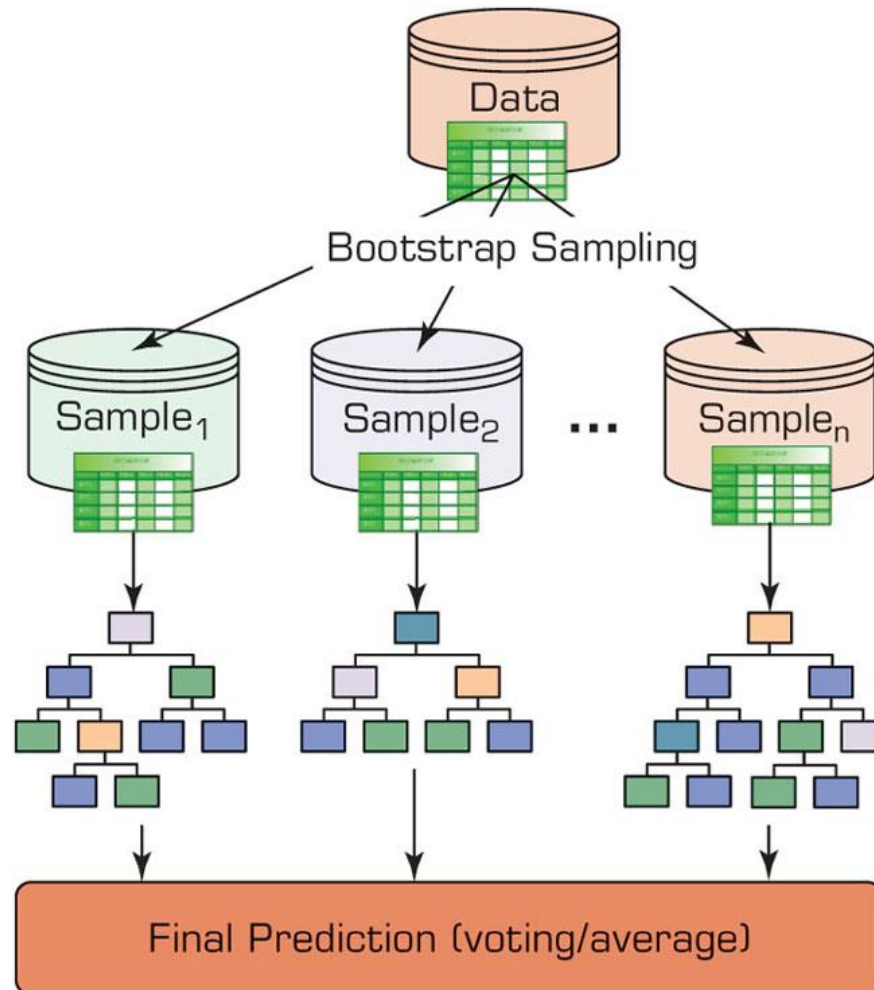 Data
Bootstrap Sampling
Sample₁
Sample₂
...
Sampleₙ
Final Prediction (voting/average)